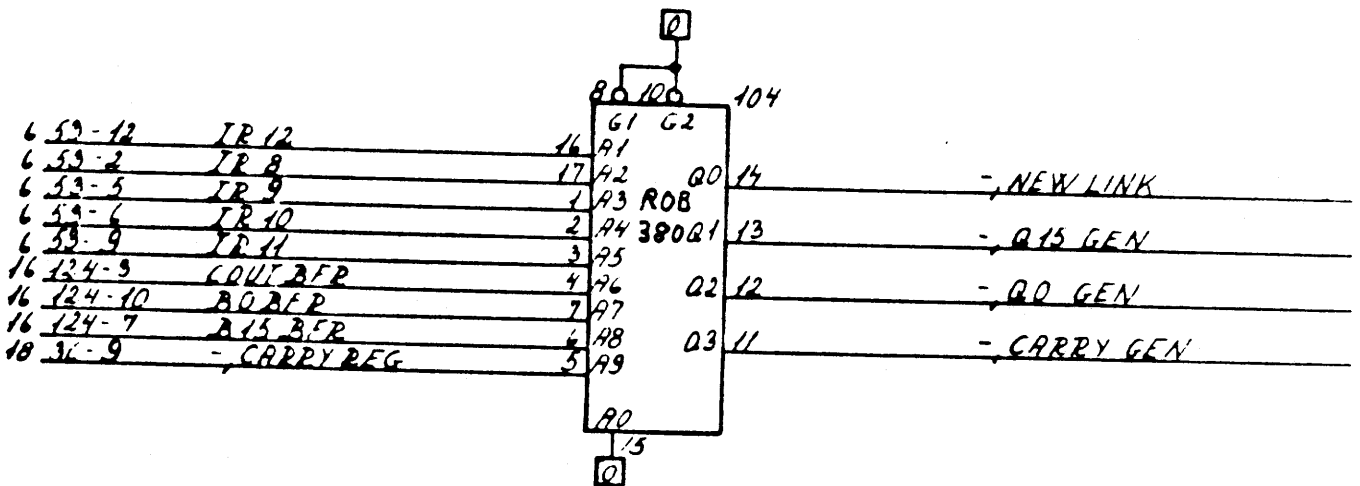 0
8 10 104
G1 G2
6 53-12 IR 12 16 A1
6 53-2 IR 8 17 A2
6 53-5 IR 9 1 A3
6 53-6 IR 10 2 A4
6 53-9 IR 11 3 A5
16 124-9 COUT BFR 4 A6
16 124-10 B0 BFR 7 A7
16 124-7 B15 BFR 6 A8
18 36-9 -, CARRY REG 5 A9
ROB
380
Q0 14 -, NEW LINK
Q1 13 -, Q15 GEN
Q2 12 -, Q0 GEN
Q3 11 -, CARRY GEN
A0
15
0